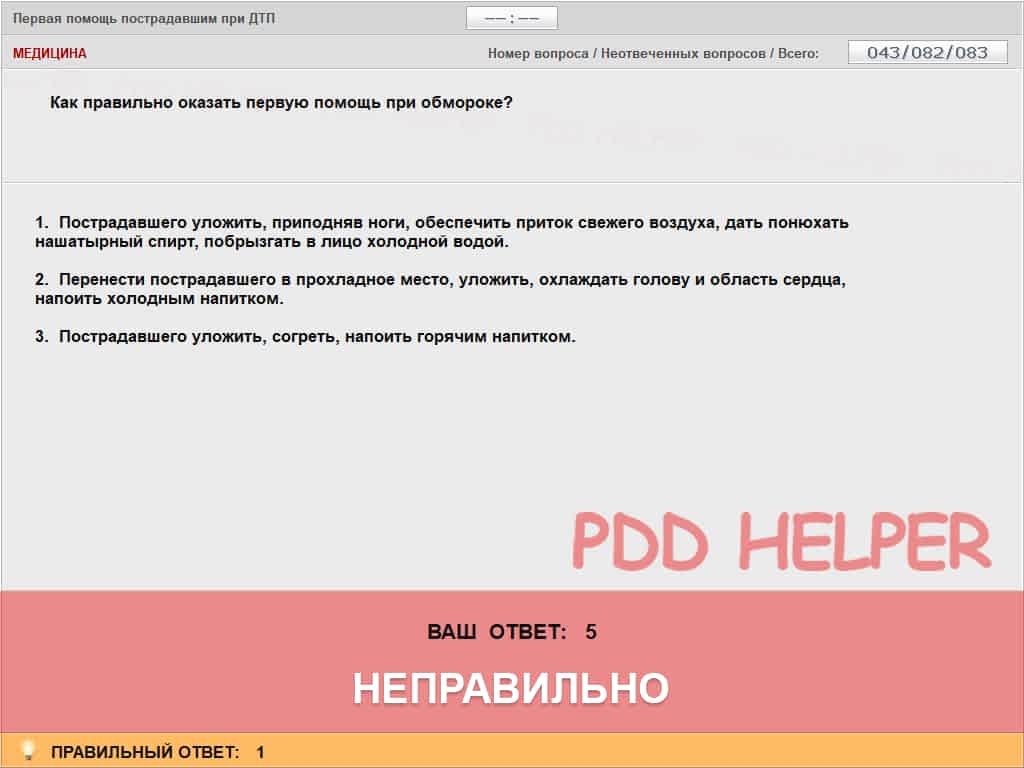 Первая помощь пострадавшим при ДТП
—— : ——
МЕДИЦИНА
Номер вопроса / Неотвеченных вопросов / Всего:
043/082/083
Как правильно оказать первую помощь при обмороке?
1. Пострадавшего уложить, приподняв ноги, обеспечить приток свежего воздуха, дать понюхать
нашатырный спирт, побрызгать в лицо холодной водой.
2. Перенести пострадавшего в прохладное место, уложить, охлаждать голову и область сердца,
напоить холодным напитком.
3. Пострадавшего уложить, согреть, напоить горячим напитком.
PDD HELPER
ВАШ ОТВЕТ: 5
НЕПРАВИЛЬНО
ПРАВИЛЬНЫЙ ОТВЕТ: 1